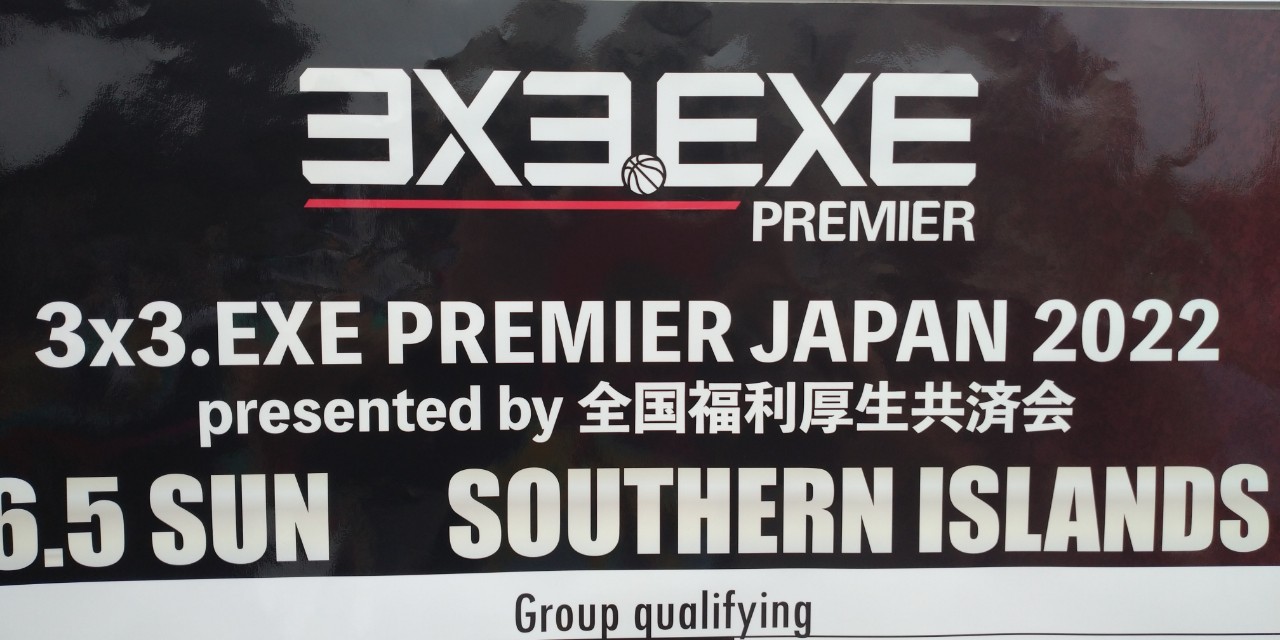 3X3.EXE
PREMIER
3x3.EXE PREMIER JAPAN 2022
presented by 全国福利厚生共済会
6.5 SUN SOUTHERN ISLANDS
Group qualifying